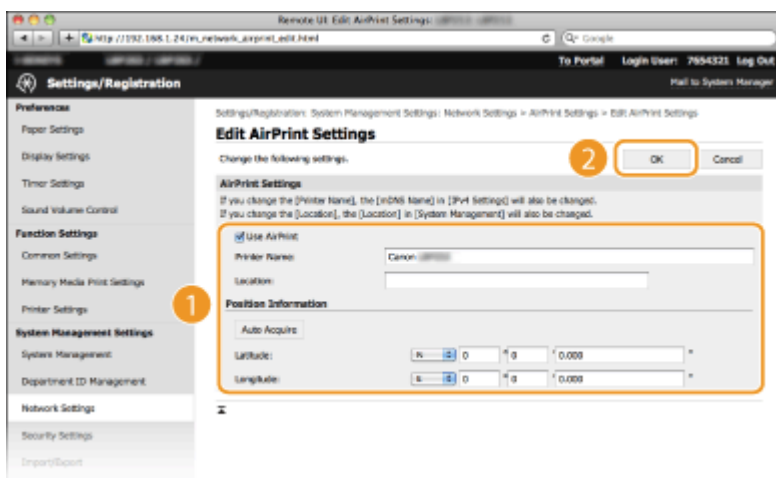 Remote UI: Edit AirPrint Settings:
http://192.168.1.24/m_network_airprint_edit.html
Google
To Portal Login User: 7654321 Log Out
Settings/Registration
Mail to System Manager
Preferences
Paper Settings
Display Settings
Timer Settings
Sound Volume Control
Function Settings
Common Settings
Memory Media Print Settings
Printer Settings
System Management Settings
System Management
Department ID Management
Network Settings
Security Settings
Import/Export
Settings/Registration: System Management Settings: Network Settings > AirPrint Settings > Edit AirPrint Settings
Edit AirPrint Settings
Change the following settings.
2
OK
Cancel
AirPrint Settings
If you change the [Printer Name], the [mDNS Name] in [IPv4 Settings] will also be changed.
If you change the [Location], the [Location] in [System Management] will also be changed.
1
Use AirPrint
Printer Name: Canon
Location:
Position Information
Auto Acquire
Latitude: N 0 ° 0 ' 0.000 "
Longitude: E 0 ° 0 ' 0.000 "